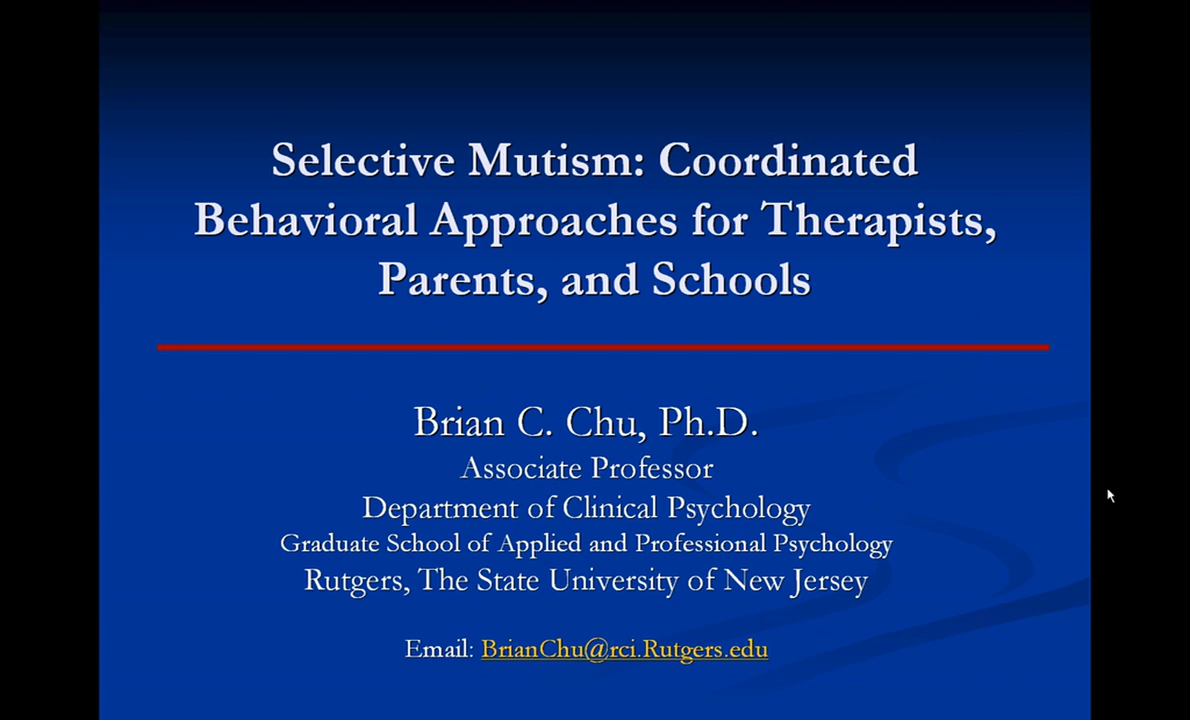 Selective Mutism: Coordinated
Behavioral Approaches for Therapists,
Parents, and Schools
Brian C. Chu, Ph.D.
Associate Professor
Department of Clinical Psychology
Graduate School of Applied and Professional Psychology
Rutgers, The State University of New Jersey
Email: BrianChu@rci.Rutgers.edu